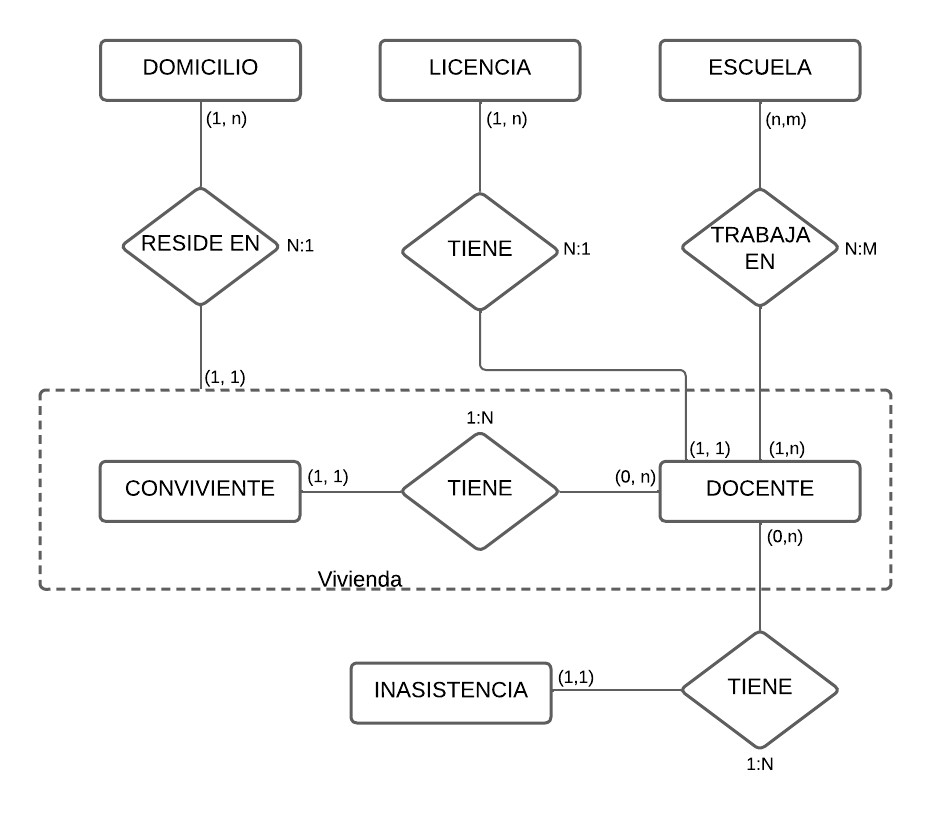 DOMICILIO
LICENCIA
ESCUELA
(1, n)
(1, n)
(n,m)
RESIDE EN
N:1
TIENE
N:1
TRABAJA
EN
N:M
(1, 1)
1:N
(1, 1)
(1,n)
CONVIVIENTE
(1, 1)
TIENE
(0, n)
DOCENTE
(0,n)
Vivienda
INASISTENCIA
(1,1)
TIENE
1:N